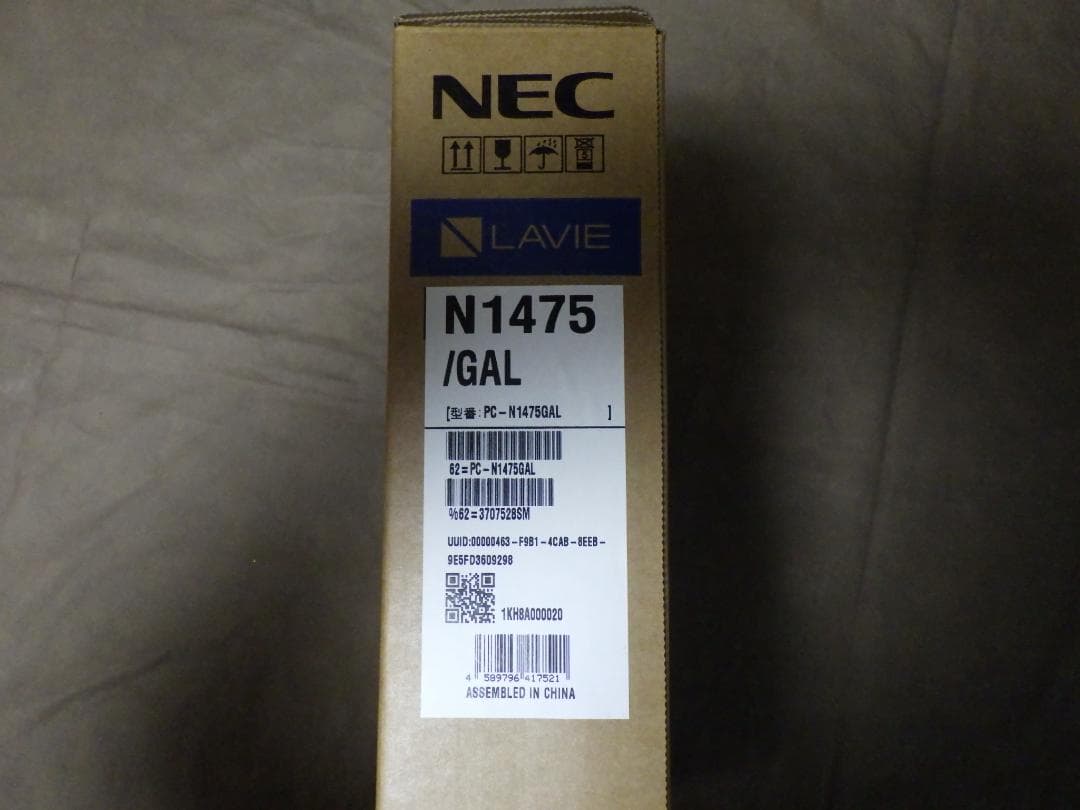 NEC
LAVIE
N1475
/GAL
[型番: PC-N1475GAL ]
62=PC-N1475GAL
%62=3707528SM
UUID:00000463-F9B1-4CAB-8EEB-
9E5FD3609298
1KH8A000020
4 589796 417521
ASSEMBLED IN CHINA